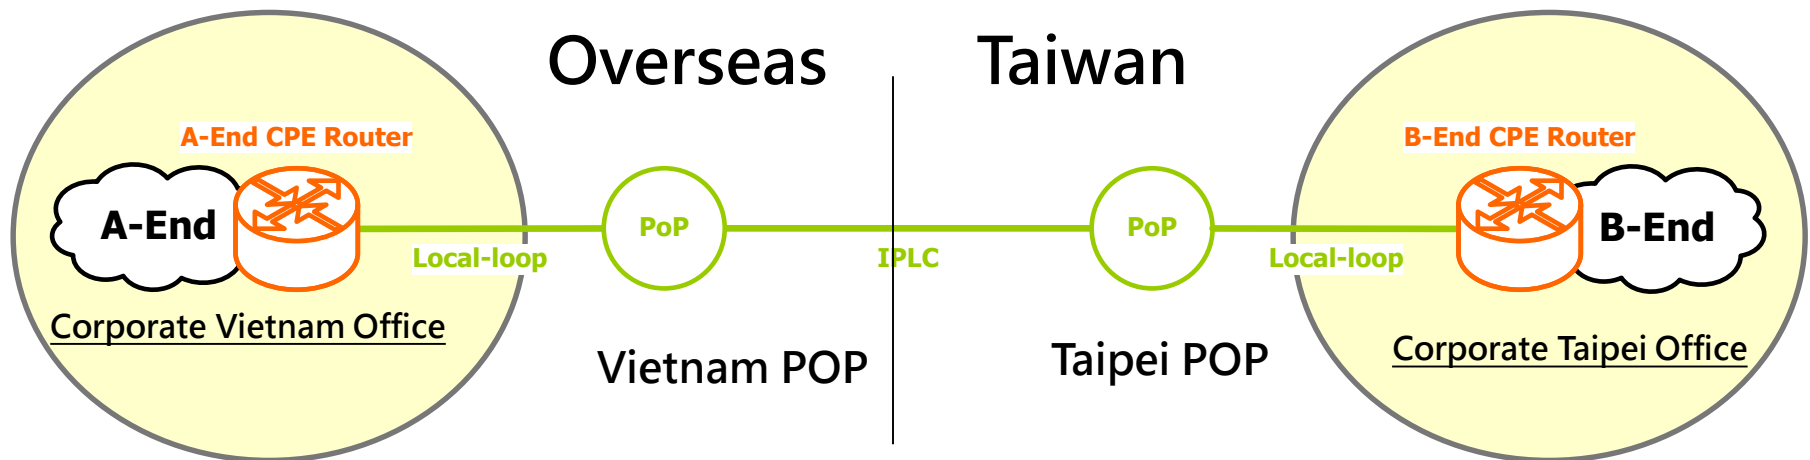 Overseas
Taiwan
A-End CPE Router
B-End CPE Router
A-End
PoP
PoP
B-End
Local-loop
IPLC
Local-loop
Corporate Vietnam Office
Vietnam POP
Taipei POP
Corporate Taipei Office